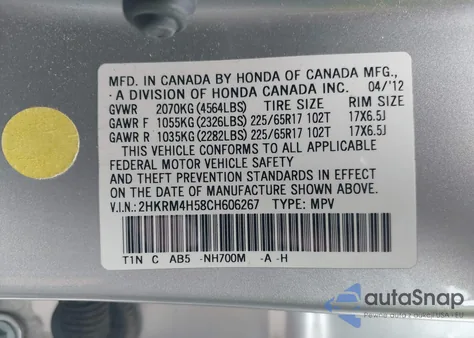 MFD. IN CANADA BY HONDA OF CANADA MFG.,
-A DIVISION OF HONDA CANADA INC. 04/'12
GVWR 2070KG (4564LBS) TIRE SIZE RIM SIZE
GAWR F 1055KG (2326LBS) 225/65R17 102T 17X6.5J
GAWR R 1035KG (2282LBS) 225/65R17 102T 17X6.5J
THIS VEHICLE CONFORMS TO ALL APPLICABLE
FEDERAL MOTOR VEHICLE SAFETY
AND THEFT PREVENTION STANDARDS IN EFFECT
ON THE DATE OF MANUFACTURE SHOWN ABOVE.
V.I.N.: 2HKRM4H58CH606267 TYPE: MPV
T1N C AB5 -NH700M -A -H
autoSnap